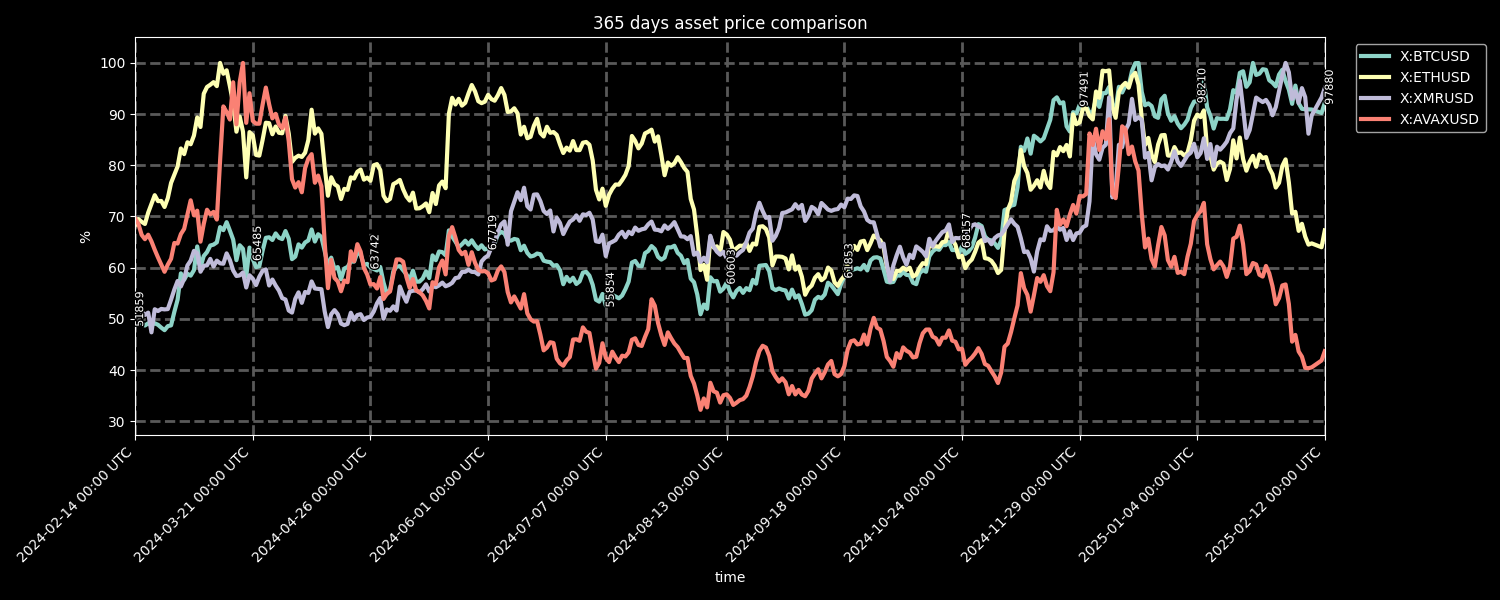 365 days asset price comparison
X:BTCUSD
X:ETHUSD
X:XMRUSD
X:AVAXUSD
100
90
80
70
60
50
40
30
%
51859
65485
63742
67719
55854
60603
61853
68157
97491
98210
97880
2024-02-14 00:00 UTC
2024-03-21 00:00 UTC
2024-04-26 00:00 UTC
2024-06-01 00:00 UTC
2024-07-07 00:00 UTC
2024-08-13 00:00 UTC
2024-09-18 00:00 UTC
2024-10-24 00:00 UTC
2024-11-29 00:00 UTC
2025-01-04 00:00 UTC
2025-02-12 00:00 UTC
time